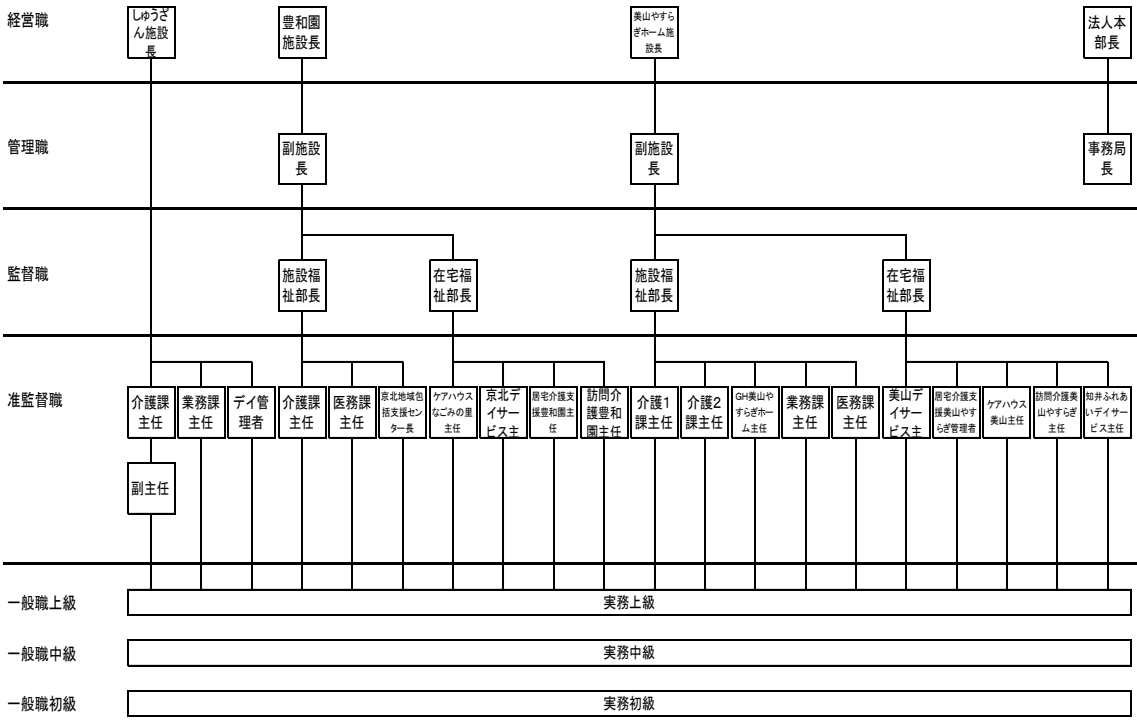 経営職
しゅうざ
ん施設
長
豊和園
施設長
美山やすら
ぎホーム施
設長
法人本
部長
管理職
副施設
長
副施設
長
事務局
長
監督職
施設福
祉部長
在宅福
祉部長
施設福
祉部長
在宅福
祉部長
准監督職
介護課
主任
業務課
主任
デイ管
理者
介護課
主任
医務課
主任
京北地域包
括支援セン
ター長
ケアハウス
なごみの里
主任
京北デ
イサー
ビス主
居宅介護支
援豊和園主
任
訪問介
護豊和
園主任
介護1
課主任
介護2
課主任
GH美山や
すらぎホー
ム主任
業務課
主任
医務課
主任
美山デ
イサー
ビス主
居宅介護支
援美山やす
らぎ管理者
ケアハウス
美山主任
訪問介護美
山やすらぎ
主任
知井ふれあ
いデイサー
ビス主任
副主任
一般職上級
実務上級
一般職中級
実務中級
一般職初級
実務初級